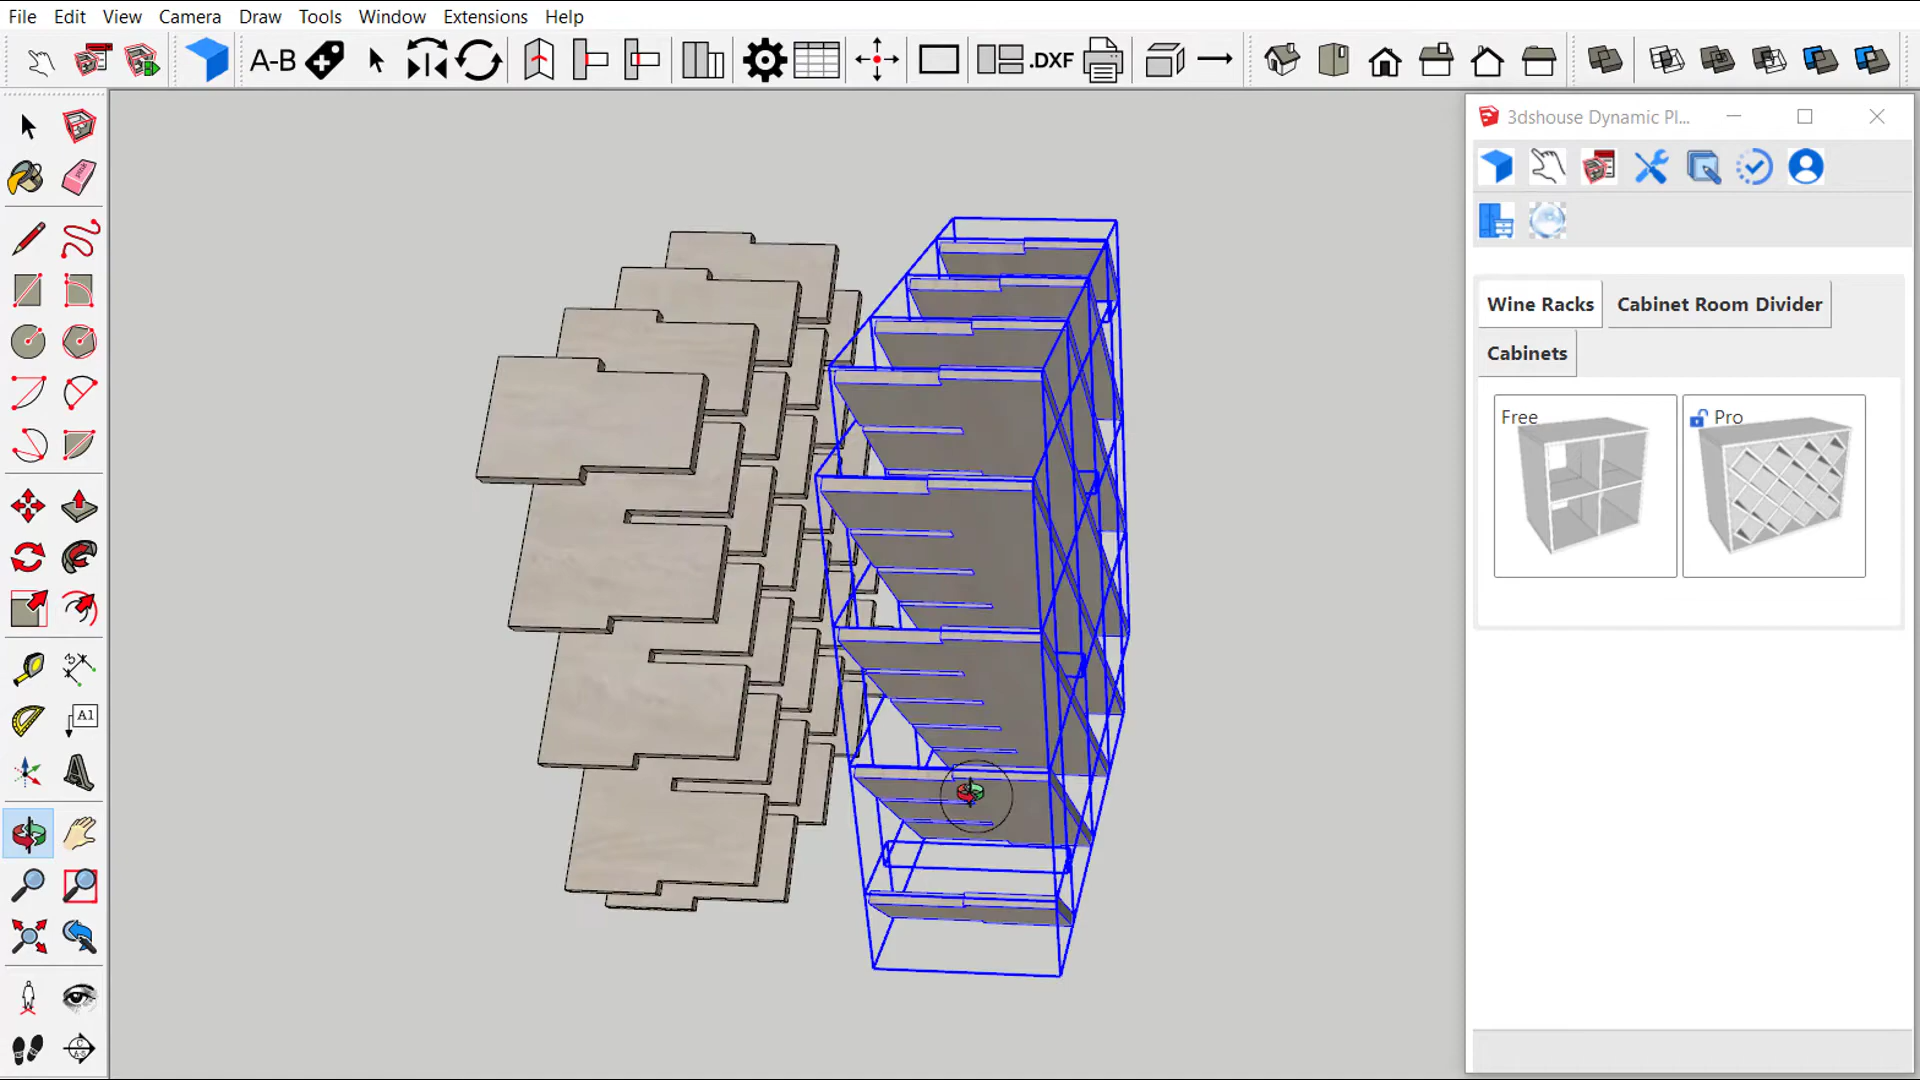 File Edit View Camera Draw Tools Window Extensions Help
A-B
.DXF
3dshouse Dynamic Pl...
A1
Wine Racks Cabinet Room Divider
Cabinets
Free Pro